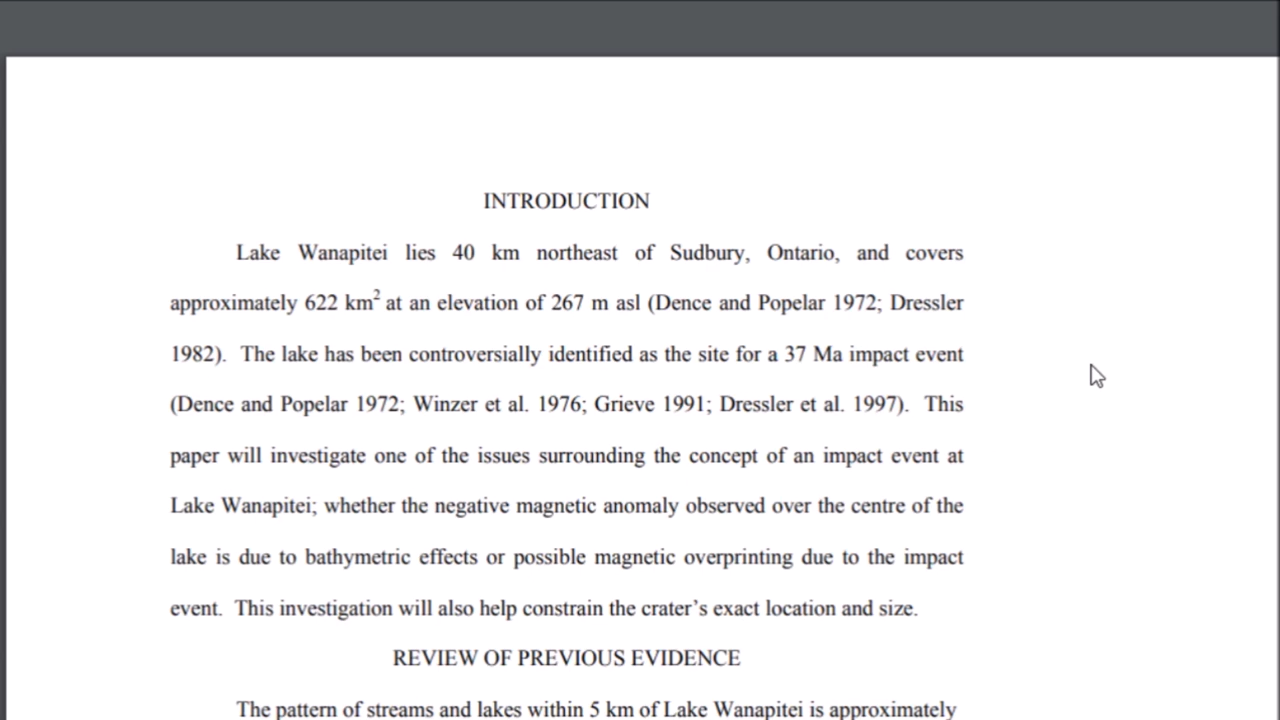 INTRODUCTION
Lake Wanapitei lies 40 km northeast of Sudbury, Ontario, and covers
approximately 622 km² at an elevation of 267 m asl (Dence and Popelar 1972; Dressler
1982).  The lake has been controversially identified as the site for a 37 Ma impact event
(Dence and Popelar 1972; Winzer et al. 1976; Grieve 1991; Dressler et al. 1997).  This
paper will investigate one of the issues surrounding the concept of an impact event at
Lake Wanapitei; whether the negative magnetic anomaly observed over the centre of the
lake is due to bathymetric effects or possible magnetic overprinting due to the impact
event.  This investigation will also help constrain the crater’s exact location and size.
REVIEW OF PREVIOUS EVIDENCE
The pattern of streams and lakes within 5 km of Lake Wanapitei is approximately